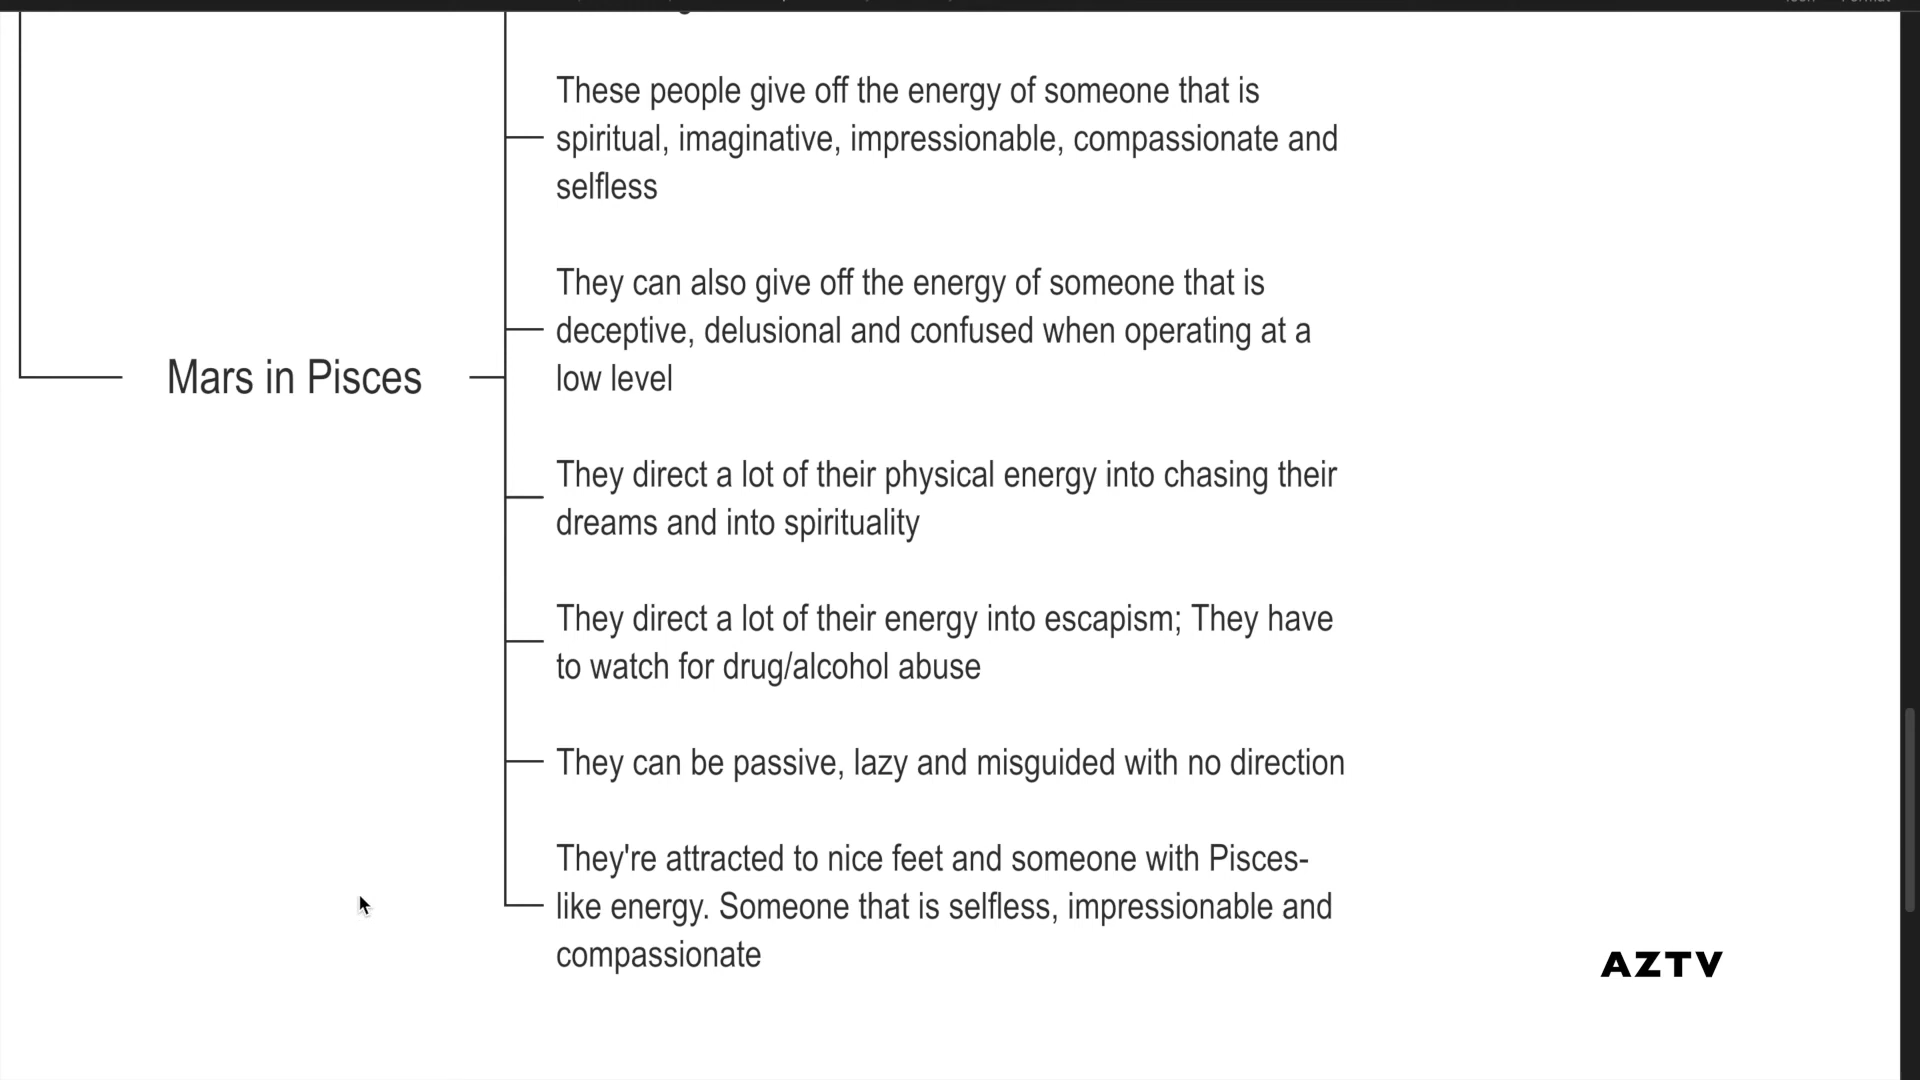 These people give off the energy of someone that is
spiritual, imaginative, impressionable, compassionate and
selfless
They can also give off the energy of someone that is
deceptive, delusional and confused when operating at a
low level
Mars in Pisces
They direct a lot of their physical energy into chasing their
dreams and into spirituality
They direct a lot of their energy into escapism; They have
to watch for drug/alcohol abuse
They can be passive, lazy and misguided with no direction
They're attracted to nice feet and someone with Pisces-
like energy. Someone that is selfless, impressionable and
compassionate
AZTV